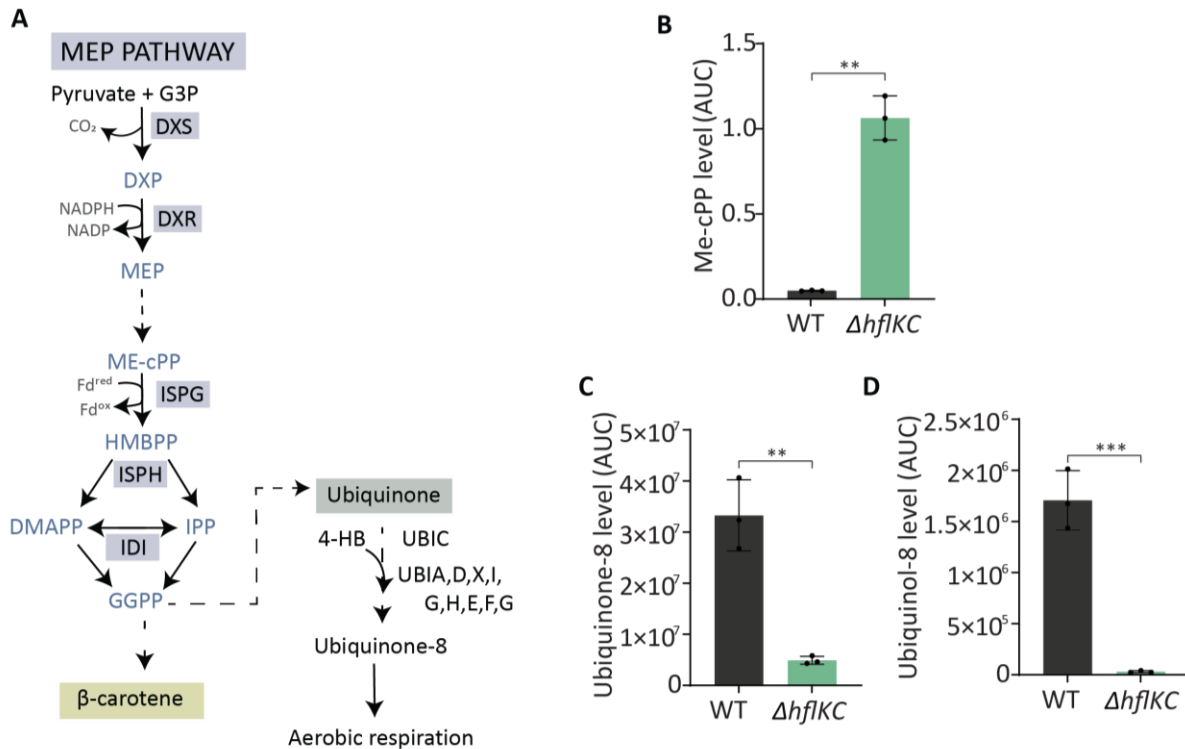 A
MEP PATHWAY
Pyruvate + G3P
CO₂
DXS
DXP
NADPH
NADP
DXR
MEP
ME-cPP
Fdʳᵉᵈ
Fdᵒˣ
ISPG
HMBPP
ISPH
DMAPP
IPP
IDI
GGPP
β-carotene
Ubiquinone
4-HB
UBIC
UBIA,D,X,I,
G,H,E,F,G
Ubiquinone-8
Aerobic respiration
B
Me-cPP level (AUC)
1.5
1.0
0.5
0.0
**
WT
ΔhflKC
C
Ubiquinone-8 level (AUC)
5×10⁷
4×10⁷
3×10⁷
2×10⁷
1×10⁷
0
**
WT
ΔhflKC
D
Ubiquinol-8 level (AUC)
2.5×10⁶
2×10⁶
1.5×10⁶
1×10⁶
5×10⁵
0
***
WT
ΔhflKC